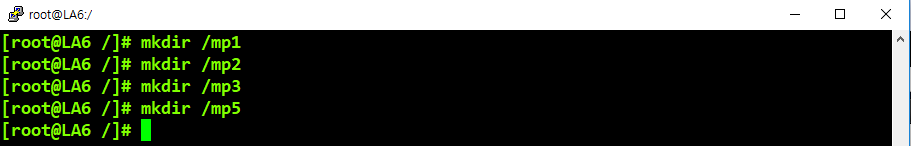 root@LA6:/
[root@LA6 /]# mkdir /mp1
[root@LA6 /]# mkdir /mp2
[root@LA6 /]# mkdir /mp3
[root@LA6 /]# mkdir /mp5
[root@LA6 /]#